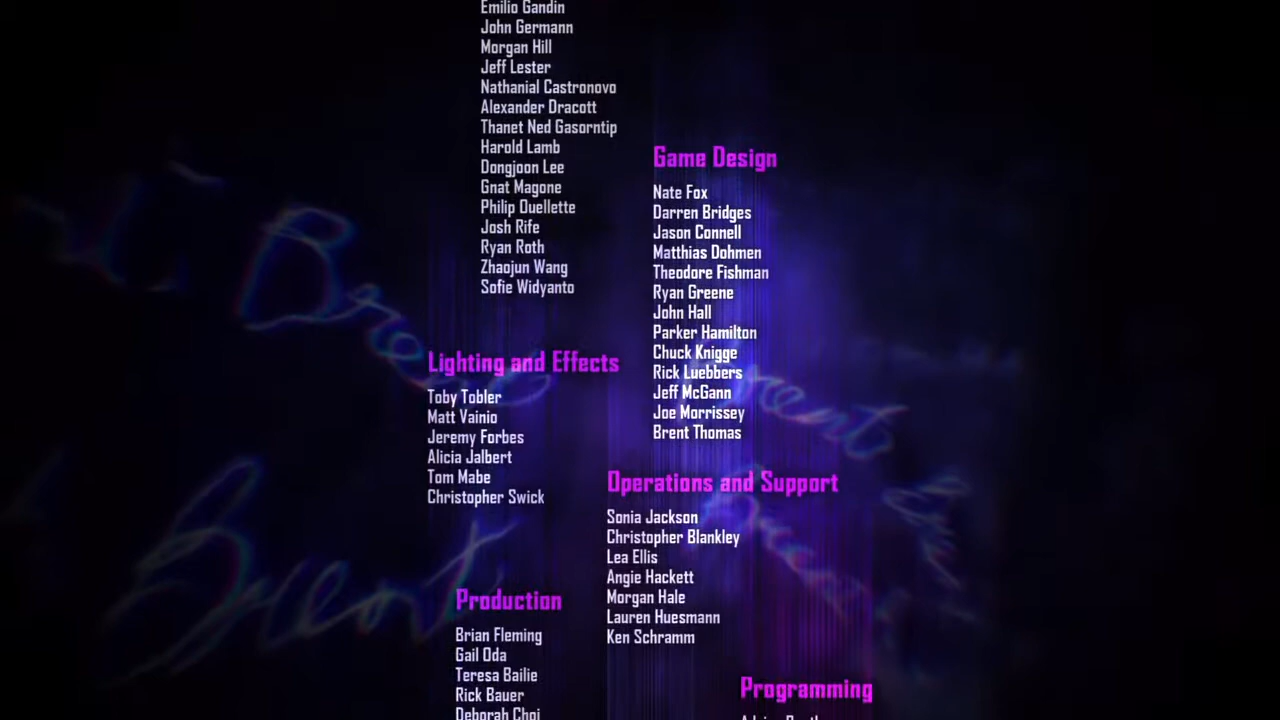 Emilio Gandin
John Germann
Morgan Hill
Jeff Lester
Nathanial Castronovo
Alexander Dracott
Thanet Ned Gasorntip
Harold Lamb
Dongjoon Lee
Gnat Magone
Philip Ouellette
Josh Rife
Ryan Roth
Zhaojun Wang
Sofie Widyanto
Game Design
Nate Fox
Darren Bridges
Jason Connell
Matthias Dohmen
Theodore Fishman
Ryan Greene
John Hall
Parker Hamilton
Chuck Knigge
Rick Luebbers
Jeff McGann
Joe Morrissey
Brent Thomas
Lighting and Effects
Toby Tobler
Matt Vainio
Jeremy Forbes
Alicia Jalbert
Tom Mabe
Christopher Swick
Operations and Support
Sonia Jackson
Christopher Blankley
Lea Ellis
Angie Hackett
Morgan Hale
Lauren Huesmann
Ken Schramm
Production
Brian Fleming
Gail Oda
Teresa Bailie
Rick Bauer
Deborah Choi
Programming
Brent